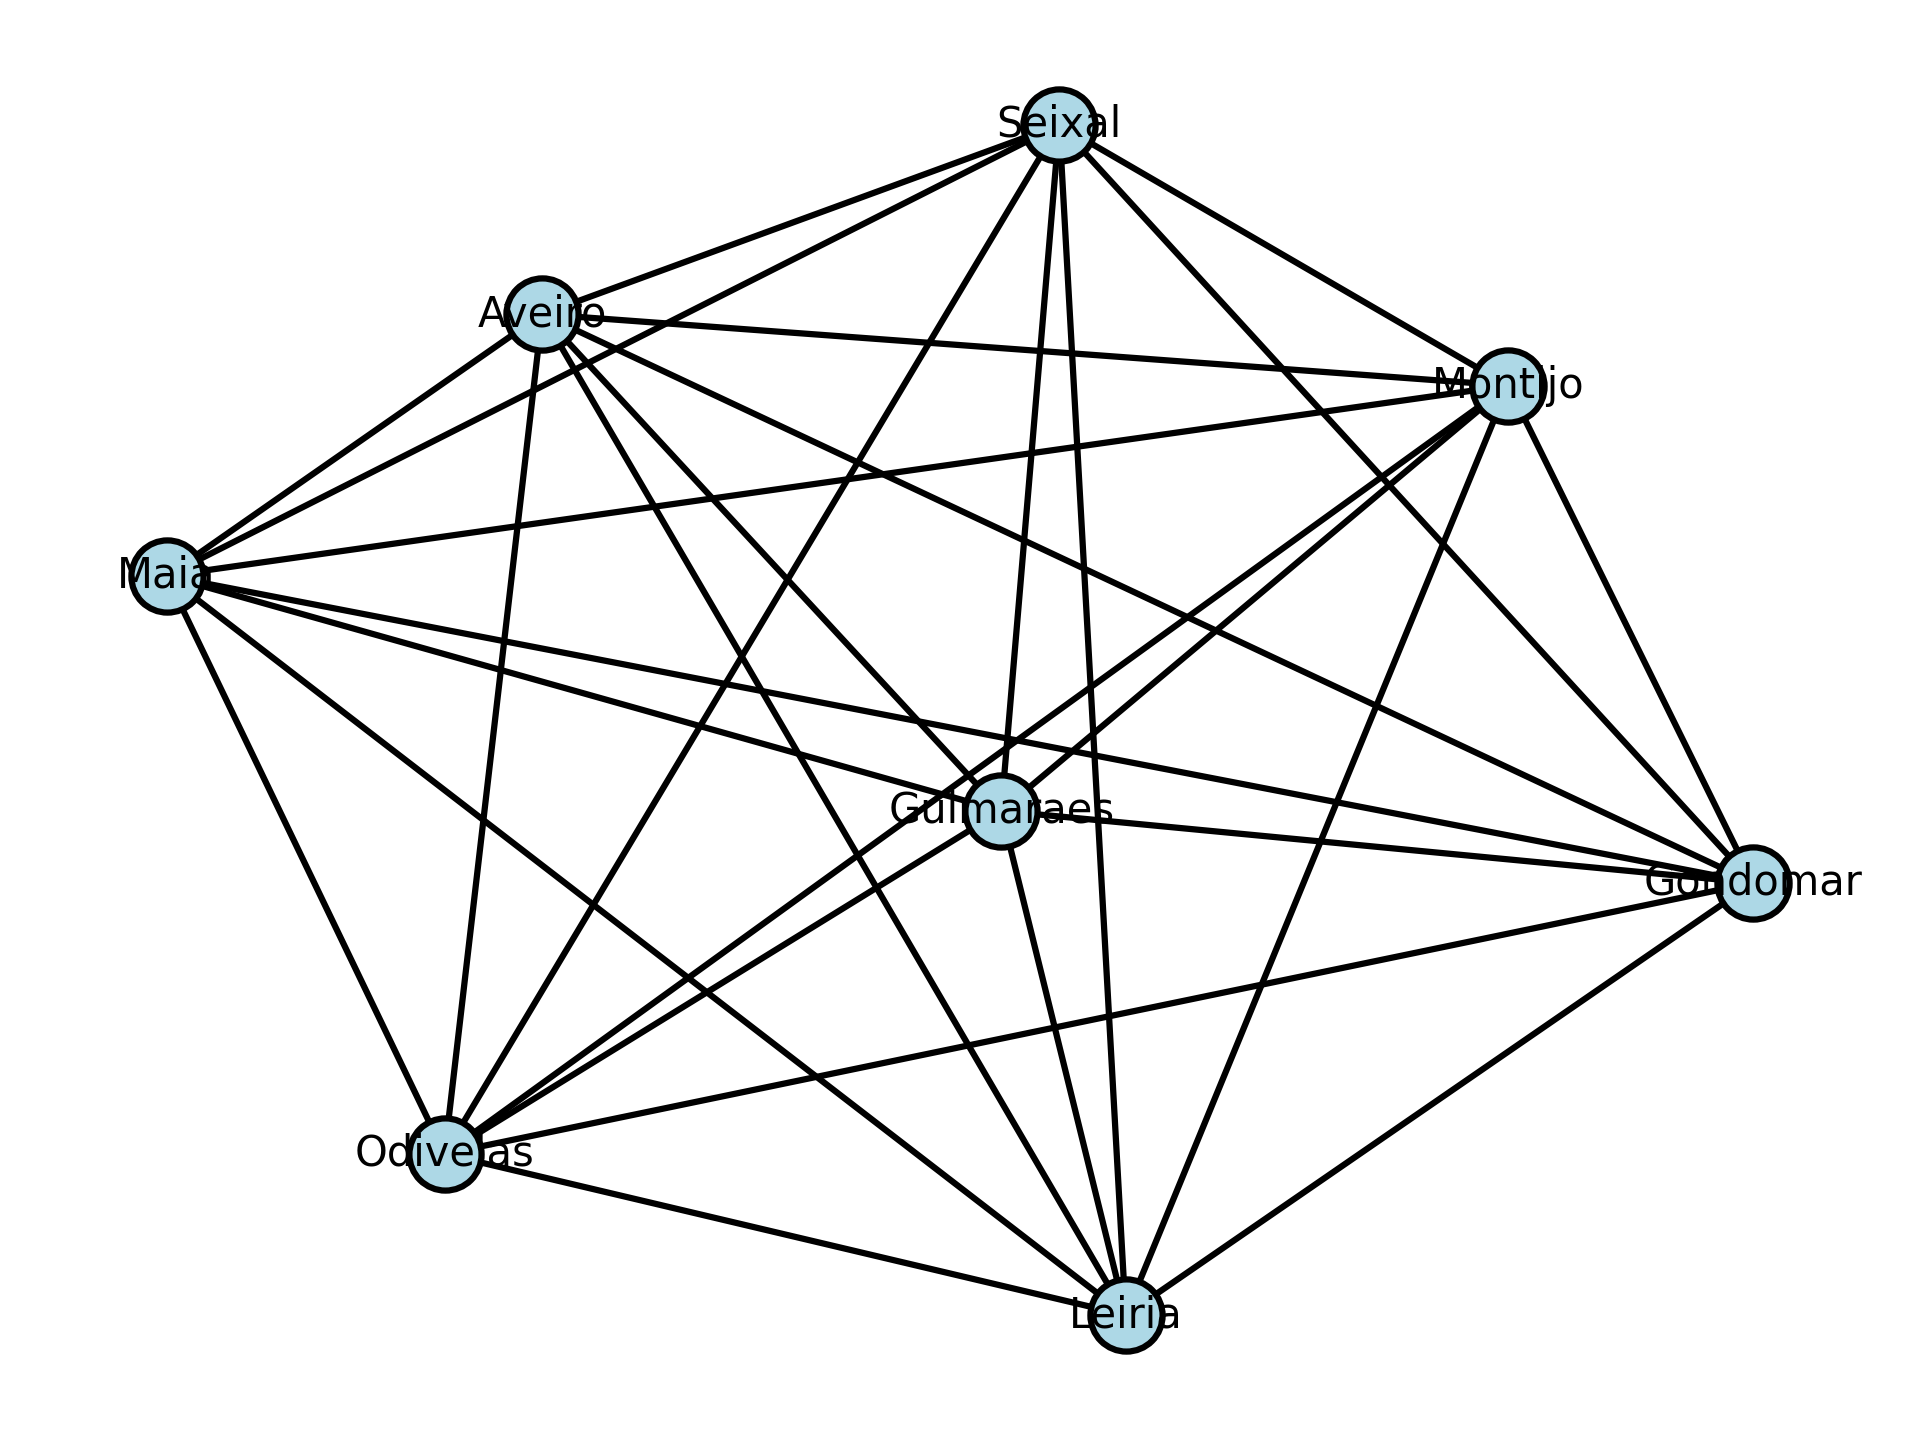 Seixal
Aveiro
Montijo
Maia
Guimaraes
Gondomar
Odivelas
Leiria